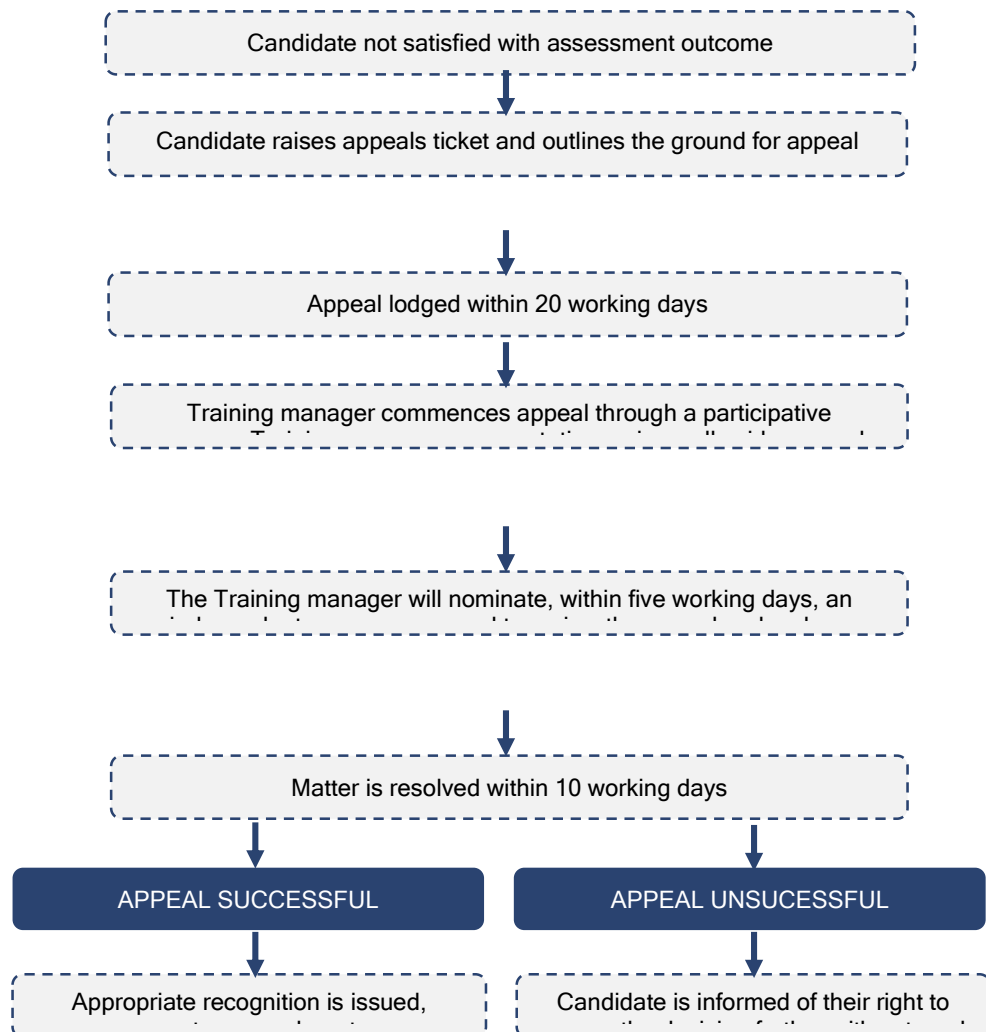 Candidate not satisfied with assessment outcome
Candidate raises appeals ticket and outlines the ground for appeal
Appeal lodged within 20 working days
Training manager commences appeal through a participative
The Training manager will nominate, within five working days, an
Matter is resolved within 10 working days
APPEAL SUCCESSFUL
APPEAL UNSUCESSFUL
Appropriate recognition is issued,
Candidate is informed of their right to